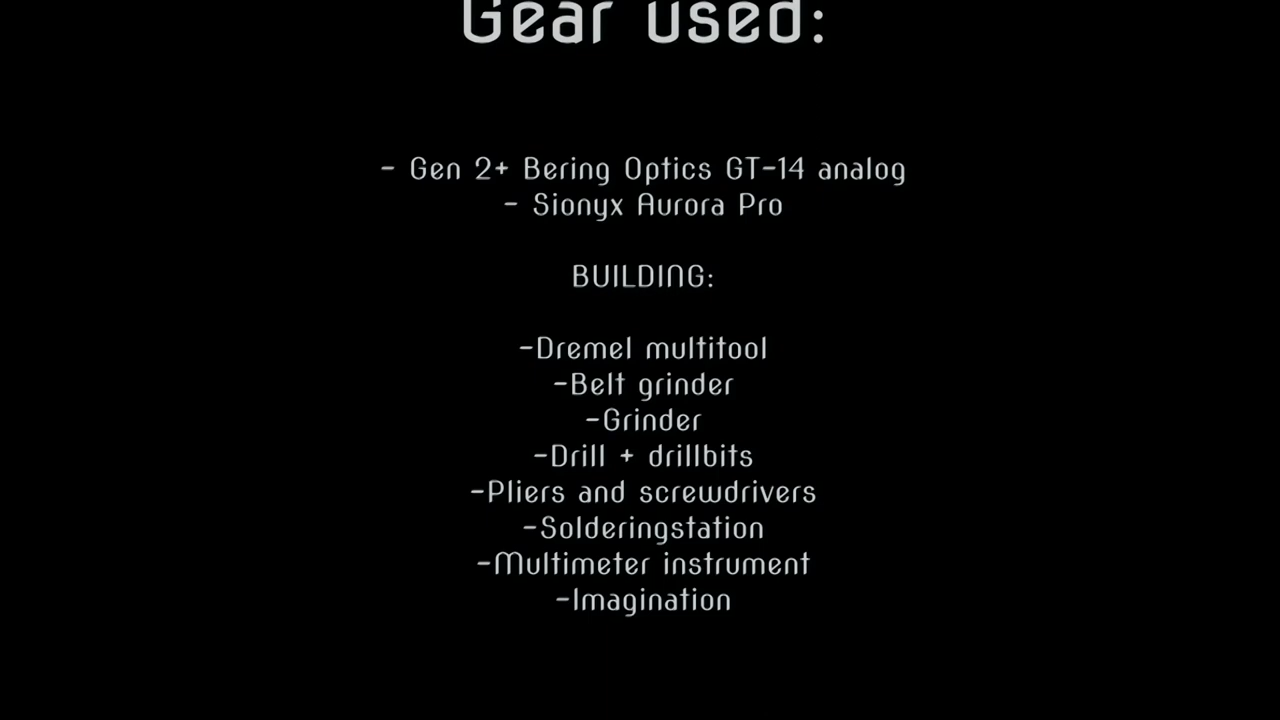 Gear used:
- Gen 2+ Bering Optics GT-14 analog
- Sionyx Aurora Pro
BUILDING:
-Dremel multitool
-Belt grinder
-Grinder
-Drill + drillbits
-Pliers and screwdrivers
-Solderingstation
-Multimeter instrument
-Imagination